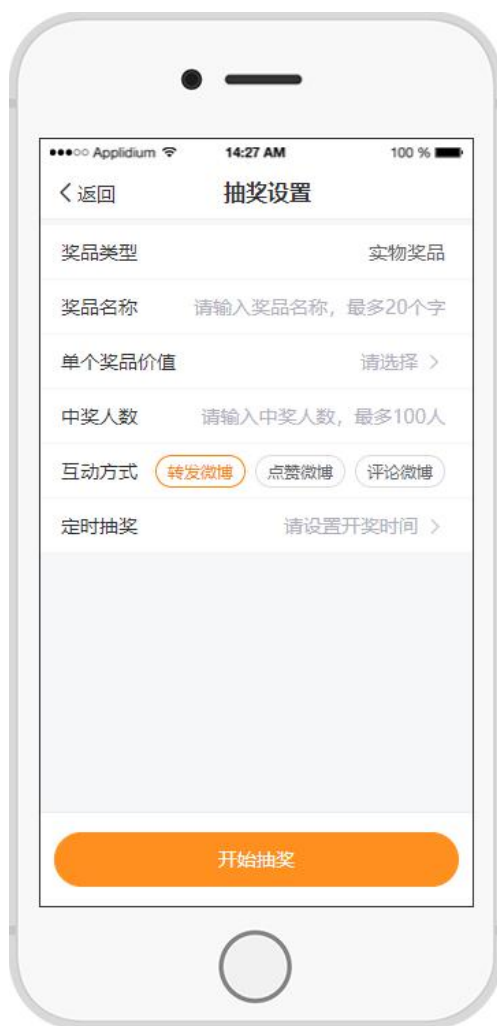 Applidium 14:27 AM 100 %
返回 抽奖设置
奖品类型 实物奖品
奖品名称 请输入奖品名称，最多20个字
单个奖品价值 请选择
中奖人数 请输入中奖人数，最多100人
互动方式 转发微博 点赞微博 评论微博
定时抽奖 请设置开奖时间
开始抽奖